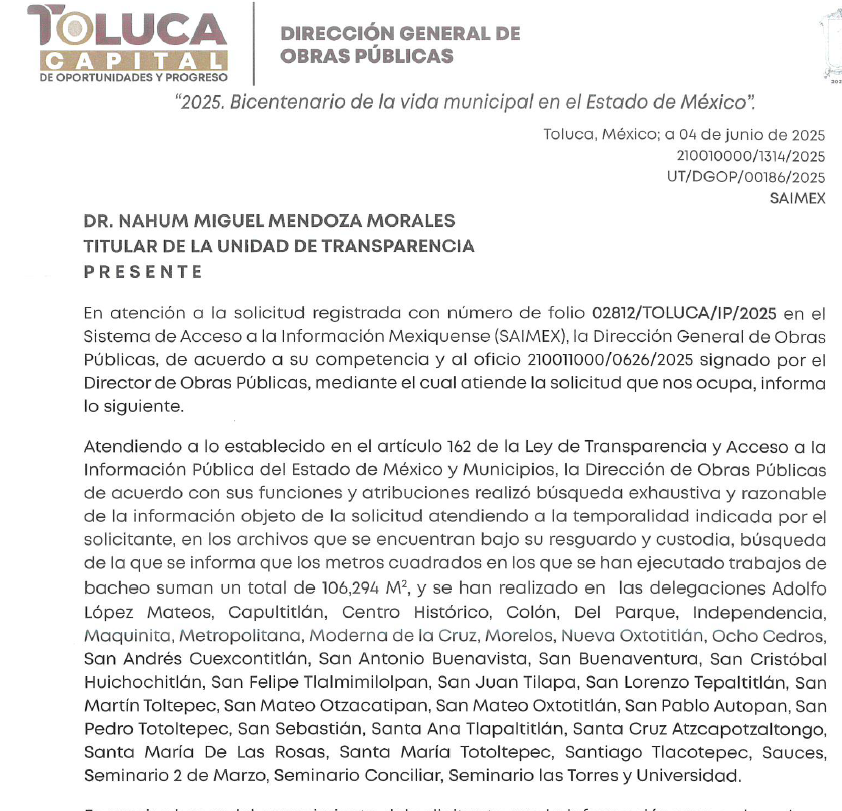 TOLUCA
CAPITAL
DE OPORTUNIDADES Y PROGRESO
DIRECCIÓN GENERAL DE
OBRAS PÚBLICAS
“2025. Bicentenario de la vida municipal en el Estado de México”.
Toluca, México; a 04 de junio de 2025
210010000/1314/2025
UT/DGOP/00186/2025
SAIMEX
DR. NAHUM MIGUEL MENDOZA MORALES
TITULAR DE LA UNIDAD DE TRANSPARENCIA
P R E S E N T E
En atención a la solicitud registrada con número de folio 02812/TOLUCA/IP/2025 en el
Sistema de Acceso a la Información Mexiquense (SAIMEX), la Dirección General de Obras
Públicas, de acuerdo a su competencia y al oficio 210011000/0626/2025 signado por el
Director de Obras Públicas, mediante el cual atiende la solicitud que nos ocupa, informa
lo siguiente.
Atendiendo a lo establecido en el artículo 162 de la Ley de Transparencia y Acceso a la
Información Pública del Estado de México y Municipios, la Dirección de Obras Públicas
de acuerdo con sus funciones y atribuciones realizó búsqueda exhaustiva y razonable
de la información objeto de la solicitud atendiendo a la temporalidad indicada por el
solicitante, en los archivos que se encuentran bajo su resguardo y custodia, búsqueda
de la que se informa que los metros cuadrados en los que se han ejecutado trabajos de
bacheo suman un total de 106,294 M², y se han realizado en las delegaciones Adolfo
López Mateos, Capultitlán, Centro Histórico, Colón, Del Parque, Independencia,
Maquinita, Metropolitana, Moderna de la Cruz, Morelos, Nueva Oxtotitlán, Ocho Cedros,
San Andrés Cuexcontitlán, San Antonio Buenavista, San Buenaventura, San Cristóbal
Huichochitlán, San Felipe Tlalmimilolpan, San Juan Tilapa, San Lorenzo Tepaltitlán, San
Martín Toltepec, San Mateo Otzacatipan, San Mateo Oxtotitlán, San Pablo Autopan, San
Pedro Totoltepec, San Sebastián, Santa Ana Tlapaltitlán, Santa Cruz Atzcapotzaltongo,
Santa María De Las Rosas, Santa María Totoltepec, Santiago Tlacotepec, Sauces,
Seminario 2 de Marzo, Seminario Conciliar, Seminario las Torres y Universidad.